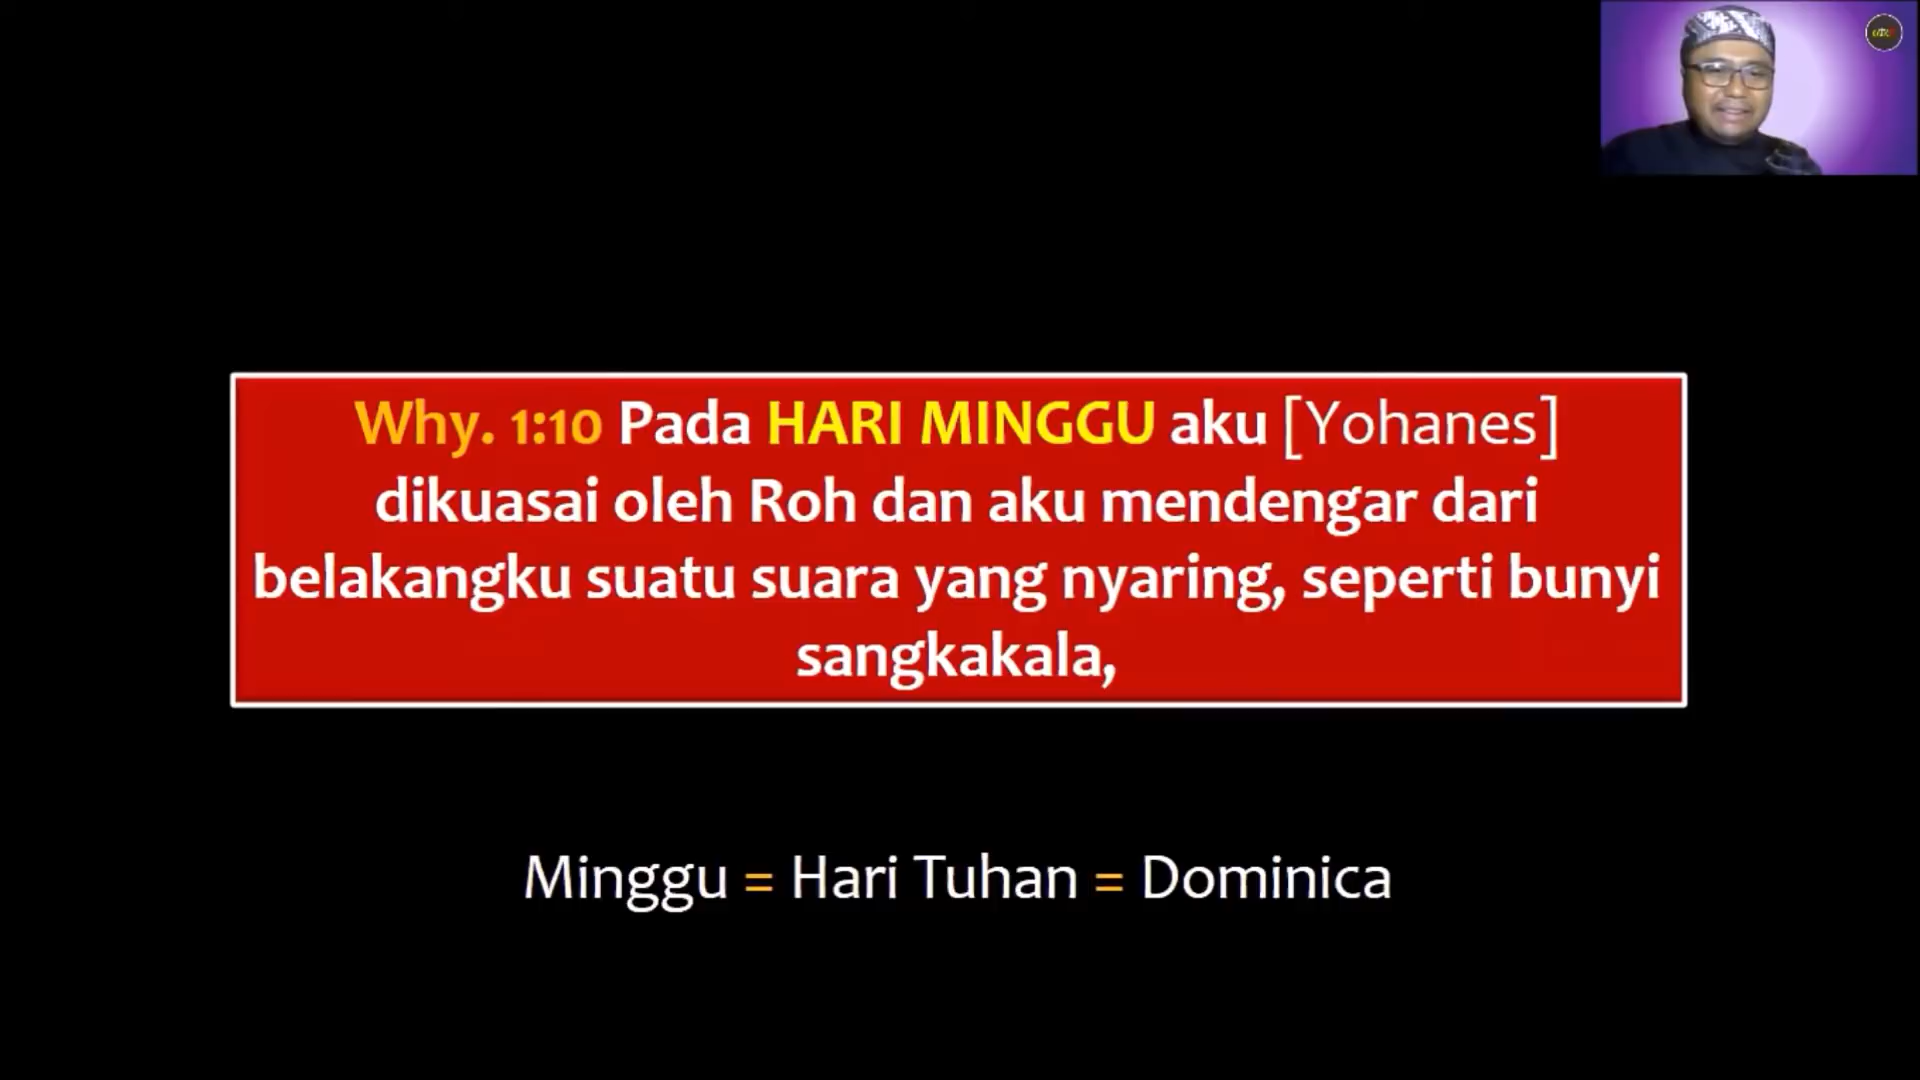 Why. 1:10 Pada HARI MINGGU aku [Yohanes]
dikuasai oleh Roh dan aku mendengar dari
belakangku suatu suara yang nyaring, seperti bunyi
sangkakala,
Minggu = Hari Tuhan = Dominica